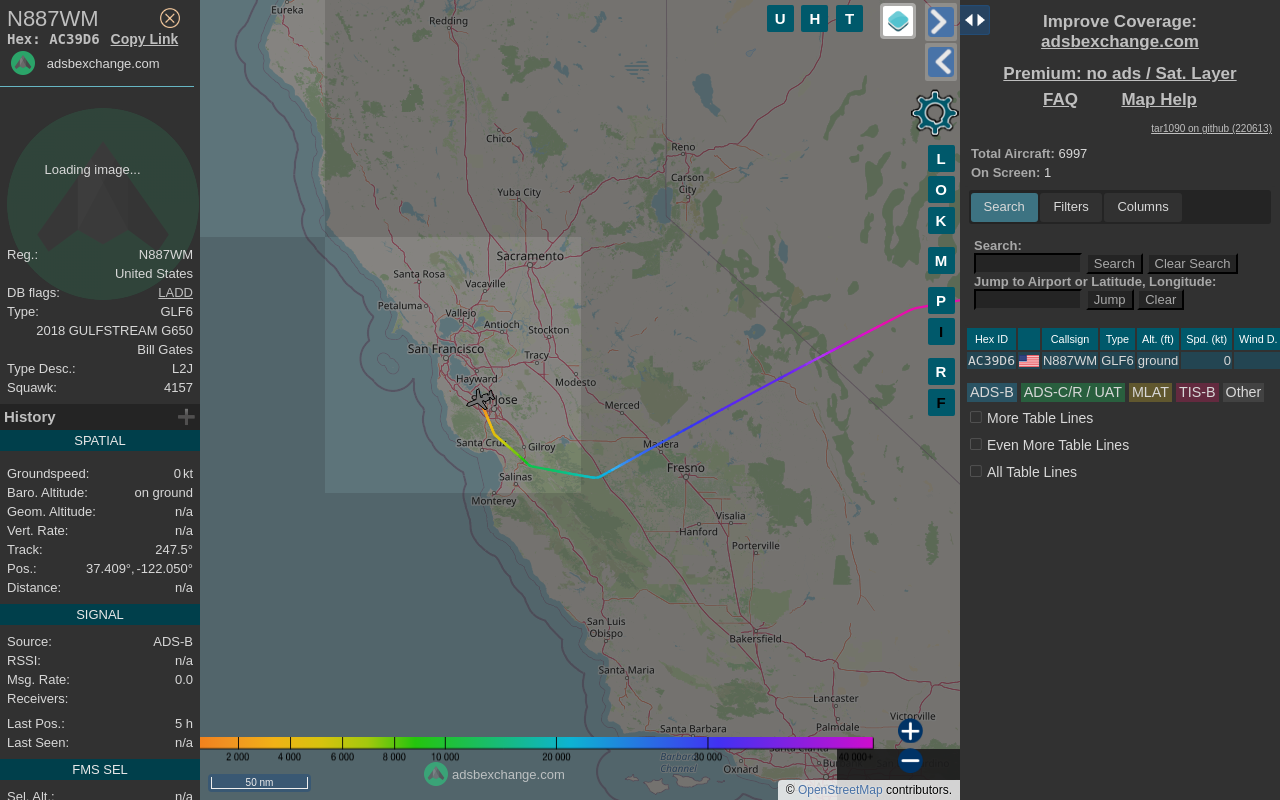 N887WM
Hex: AC39D6 Copy Link
adsbexchange.com
Loading image...
Reg.: N887WM
United States
DB flags: LADD
Type: GLF6
2018 GULFSTREAM G650
Bill Gates
Type Desc.: L2J
Squawk: 4157
History
SPATIAL
Groundspeed: 0 kt
Baro. Altitude: on ground
Geom. Altitude: n/a
Vert. Rate: n/a
Track: 247.5°
Pos.: 37.409°, -122.050°
Distance: n/a
SIGNAL
Source: ADS-B
RSSI: n/a
Msg. Rate: 0.0
Receivers:
Last Pos.: 5 h
Last Seen: n/a
FMS SEL
Sel. Alt.: n/a
Eureka
Redding
Chico
Reno
Carson
City
Yuba City
Sacramento
Santa Rosa
Vacaville
Petaluma
Vallejo
Antioch
Stockton
San Francisco
Tracy
Hayward
Modesto
Jose
Merced
Santa Cruz
Gilroy
Madera
Fresno
Salinas
Monterey
Visalia
Hanford
Porterville
San Luis
Obispo
Bakersfield
Santa Maria
Lancaster
Palmdale
Victorville
Santa Barbara
Santa Clarita
Channel
Oxnard
2 000 4 000 6 000 8 000 10 000 20 000 30 000 40 000+
50 nm
adsbexchange.com
© OpenStreetMap contributors.
U H T
L
O
K
M
P
I
R
F
Improve Coverage:
adsbexchange.com
Premium: no ads / Sat. Layer
FAQ Map Help
tar1090 on github (220613)
Total Aircraft: 6997
On Screen: 1
Search Filters Columns
Search:
Search Clear Search
Jump to Airport or Latitude, Longitude:
Jump Clear
Hex ID Callsign Type Alt. (ft) Spd. (kt) Wind D.
AC39D6 N887WM GLF6 ground 0
ADS-B ADS-C/R / UAT MLAT TIS-B Other
More Table Lines
Even More Table Lines
All Table Lines